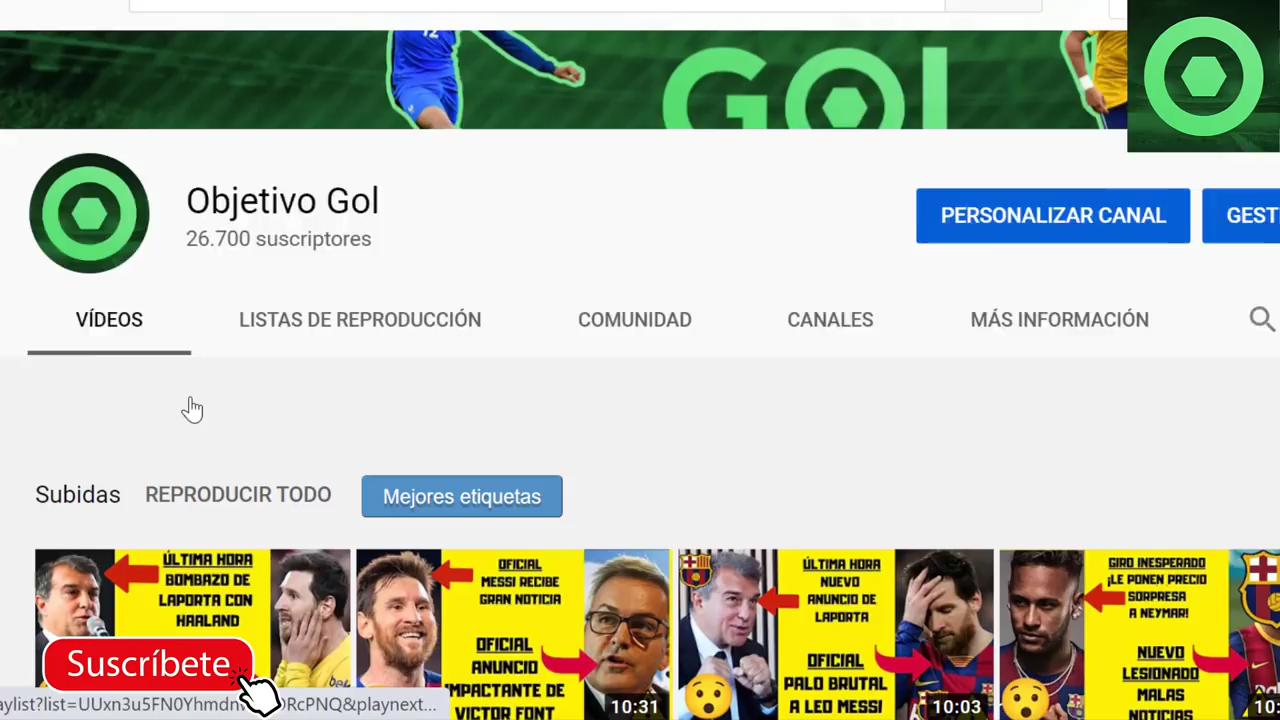 12
GOL
Objetivo Gol
26.700 suscriptores
PERSONALIZAR CANAL
GEST
VÍDEOS
LISTAS DE REPRODUCCIÓN
COMUNIDAD
CANALES
MÁS INFORMACIÓN
Subidas
REPRODUCIR TODO
Mejores etiquetas
ÚLTIMA HORA
BOMBAZO DE
LAPORTA CON
HAALAND
OFICIAL
MESSI RECIBE
GRAN NOTICIA
OFICIAL
ANUNCIO
IMPACTANTE DE
VICTOR FONT
10:31
ÚLTIMA HORA
NUEVO
ANUNCIO DE
LAPORTA
OFICIAL
PALO BRUTAL
A LEO MESSI
10:03
GIRO INESPERADO
¡LE PONEN PRECIO
SORPRESA
A NEYMAR!
NUEVO
LESIONADO
MALAS
NOTICIAS
10:
Suscríbete